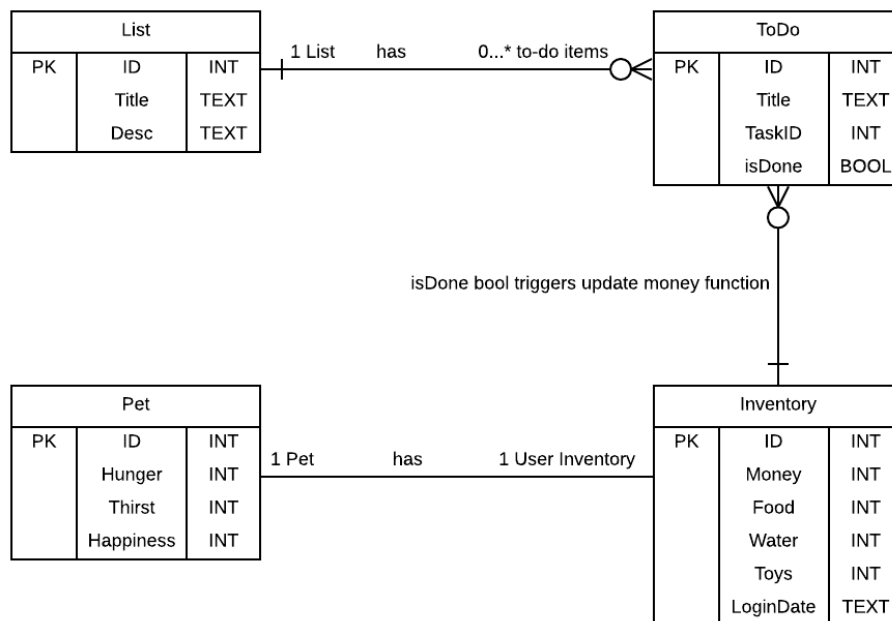 List
PK ID INT
Title TEXT
Desc TEXT
1 List has 0...* to-do items
ToDo
PK ID INT
Title TEXT
TaskID INT
isDone BOOL
isDone bool triggers update money function
Pet
PK ID INT
Hunger INT
Thirst INT
Happiness INT
1 Pet has 1 User Inventory
Inventory
PK ID INT
Money INT
Food INT
Water INT
Toys INT
LoginDate TEXT